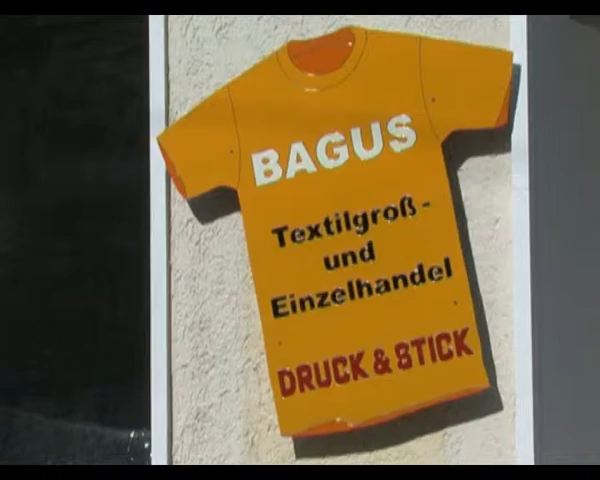 BAGUS
Textilgroß-
und
Einzelhandel
DRUCK & STICK